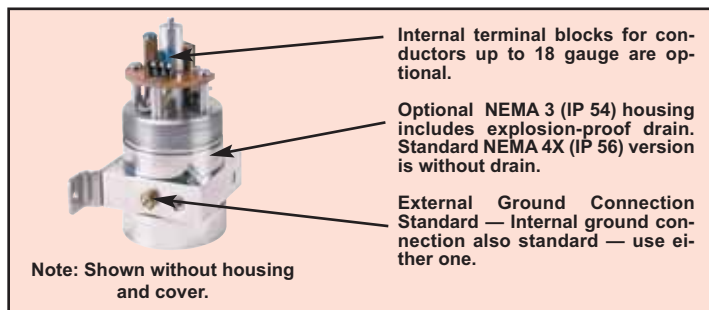 Internal terminal blocks for con-
ductors up to 18 gauge are op-
tional.
Optional NEMA 3 (IP 54) housing
includes explosion-proof drain.
Standard NEMA 4X (IP 56) version
is without drain.
External Ground Connection
Standard — Internal ground con-
nection also standard — use ei-
ther one.
Note: Shown without housing
and cover.